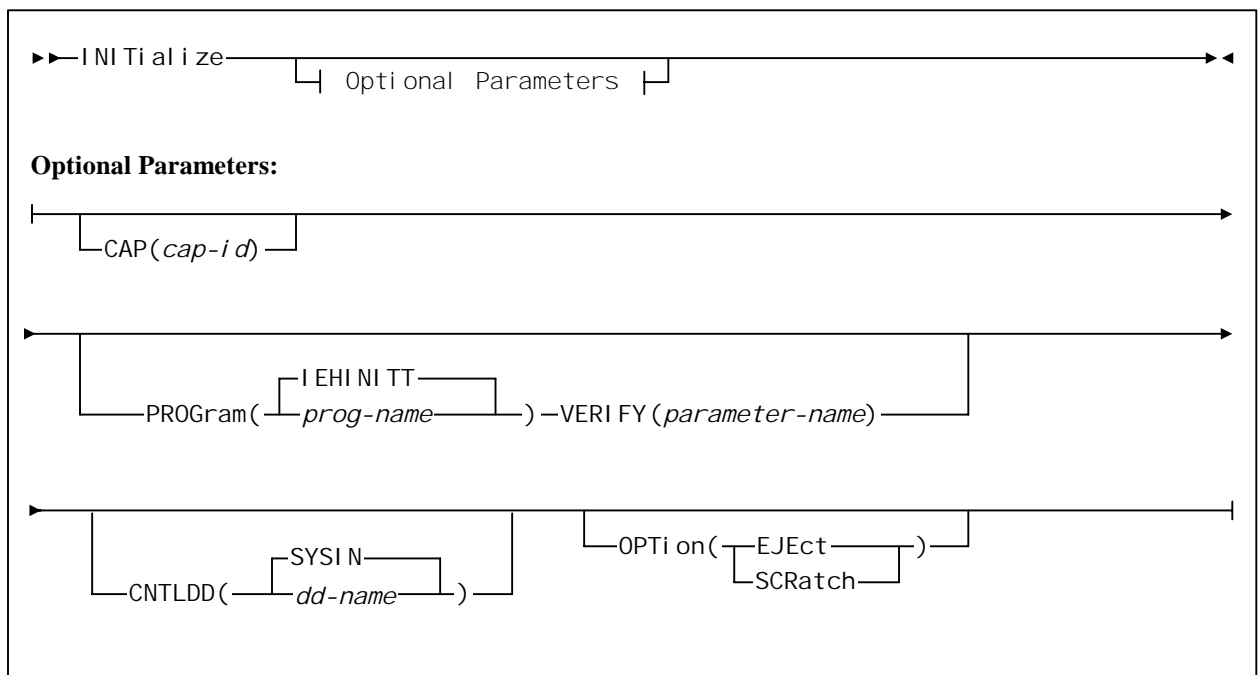 INITialize
Optional Parameters
Optional Parameters:
CAP(cap-id)
IEHINITT
PROGram( prog-name ) VERIFY(parameter-name)
OPTion( EJEct )
SYSIN
SCRatch
CNTLDD( dd-name )